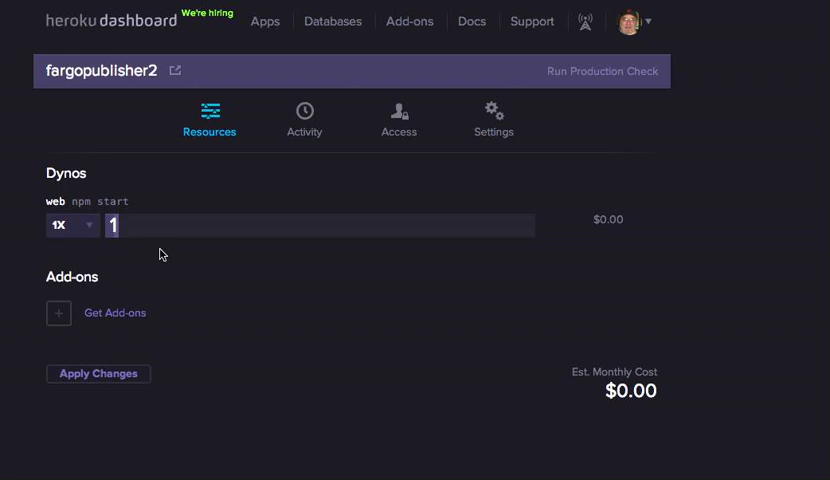 heroku dashboard We're hiring Apps Databases Add-ons Docs Support
fargopublisher2 Run Production Check
Resources Activity Access Settings
Dynos
web npm start
1X 1 $0.00
Add-ons
+ Get Add-ons
Apply Changes Est. Monthly Cost
$0.00